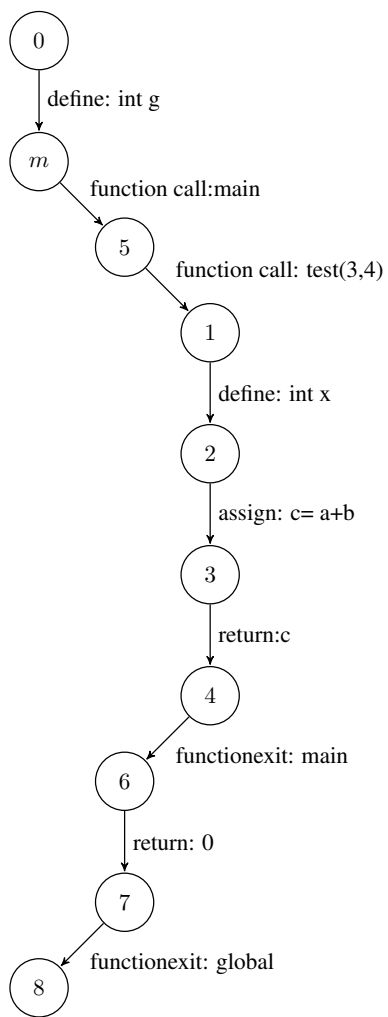 0
define: int g
m
function call:main
5
function call: test(3,4)
1
define: int x
2
assign: c= a+b
3
return:c
4
functionexit: main
6
return: 0
7
functionexit: global
8